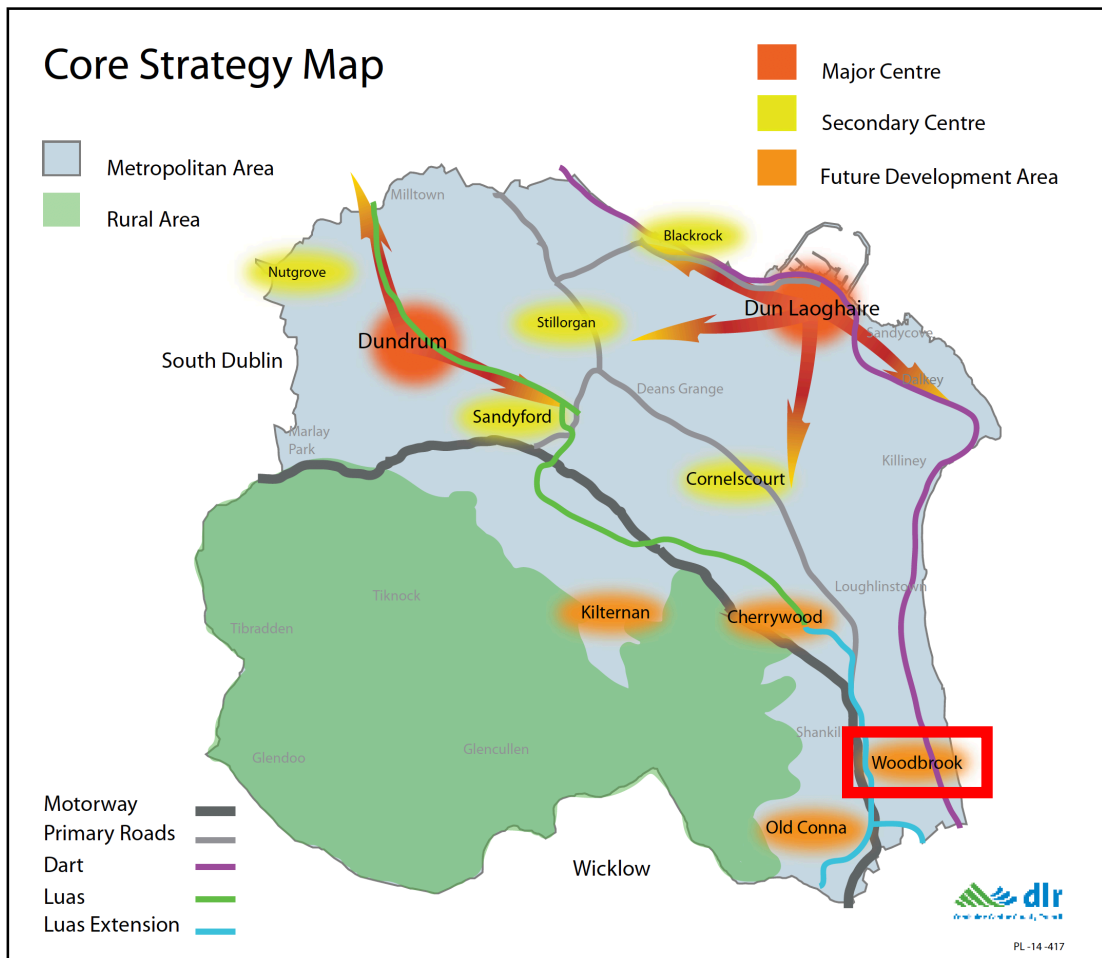 Core Strategy Map
Metropolitan Area
Rural Area
Major Centre
Secondary Centre
Future Development Area
Milltown
Blackrock
Nutgrove
Dun Laoghaire
Stillorgan
Dundrum
Sandycove
South Dublin
Dalkey
Deans Grange
Sandyford
Marlay
Park
Killiney
Cornelscourt
Loughlinstown
Tiknock
Kilternan
Cherrywood
Tibradden
Shankil
Glencullen
Glendoo
Woodbrook
Motorway
Primary Roads
Dart
Luas
Luas Extension
Old Conna
Wicklow
dlr
PL -14 -417